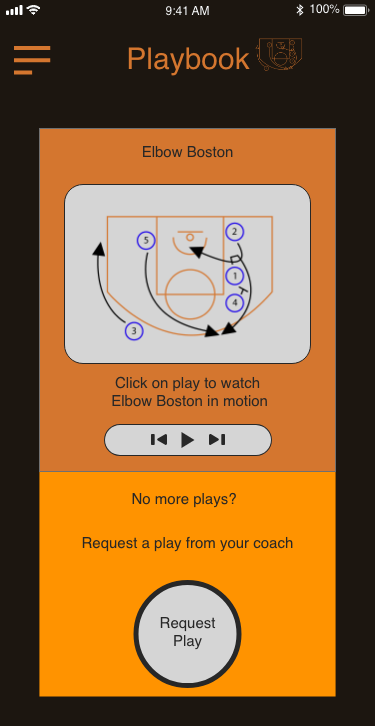 9:41 AM 100%
Playbook
Elbow Boston
2
5
1
4
3
Click on play to watch
Elbow Boston in motion
No more plays?
Request a play from your coach
Request
Play